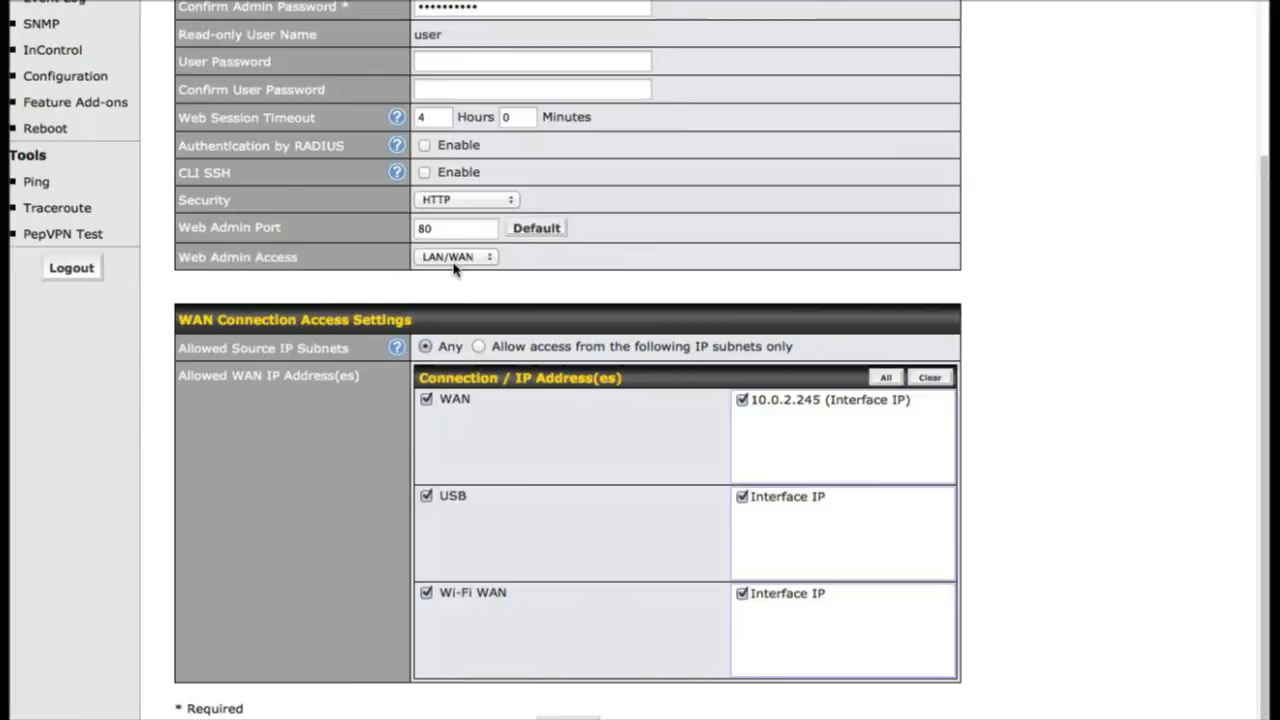 Event Log
SNMP
InControl
Configuration
Feature Add-ons
Reboot
Tools
Ping
Traceroute
PepVPN Test
Logout
Confirm Admin Password * ••••••••••
Read-only User Name user
User Password
Confirm User Password
Web Session Timeout ? 4 Hours 0 Minutes
Authentication by RADIUS ? Enable
CLI SSH ? Enable
Security HTTP
Web Admin Port 80 Default
Web Admin Access LAN/WAN
WAN Connection Access Settings
Allowed Source IP Subnets ? Any Allow access from the following IP subnets only
Allowed WAN IP Address(es) Connection / IP Address(es) All Clear
WAN 10.0.2.245 (Interface IP)
USB Interface IP
Wi-Fi WAN Interface IP
* Required